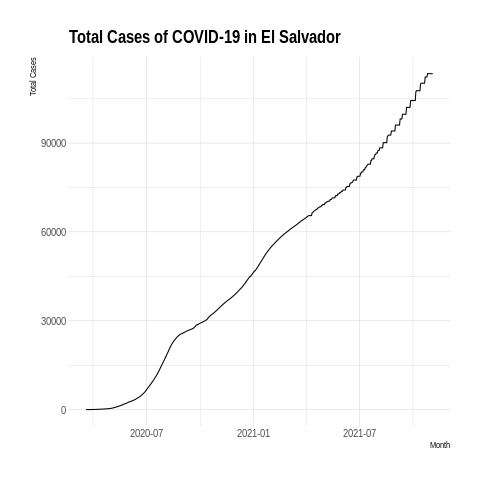 Total Cases of COVID-19 in El Salvador
Total Cases
90000
60000
30000
0
2020-07
2021-01
2021-07
Month